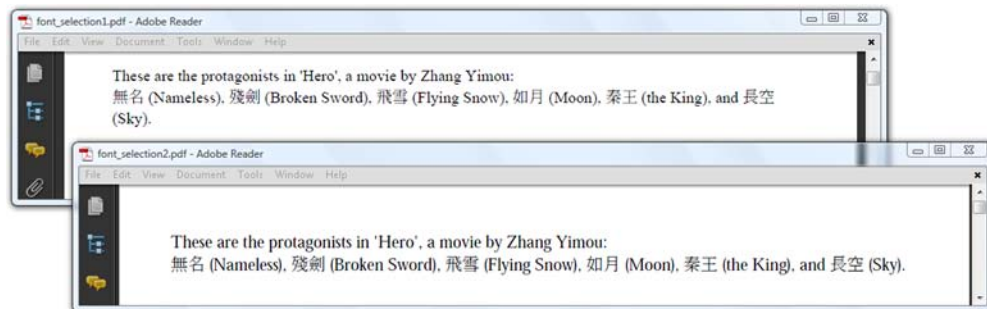 font_selection1.pdf - Adobe Reader
File Edit View Document Tools Window Help
These are the protagonists in 'Hero', a movie by Zhang Yimou:
無名 (Nameless), 殘劍 (Broken Sword), 飛雪 (Flying Snow), 如月 (Moon), 秦王 (the King), and 長空
(Sky).
font_selection2.pdf - Adobe Reader
File Edit View Document Tools Window Help
These are the protagonists in 'Hero', a movie by Zhang Yimou:
無名 (Nameless), 殘劍 (Broken Sword), 飛雪 (Flying Snow), 如月 (Moon), 秦王 (the King), and 長空 (Sky).